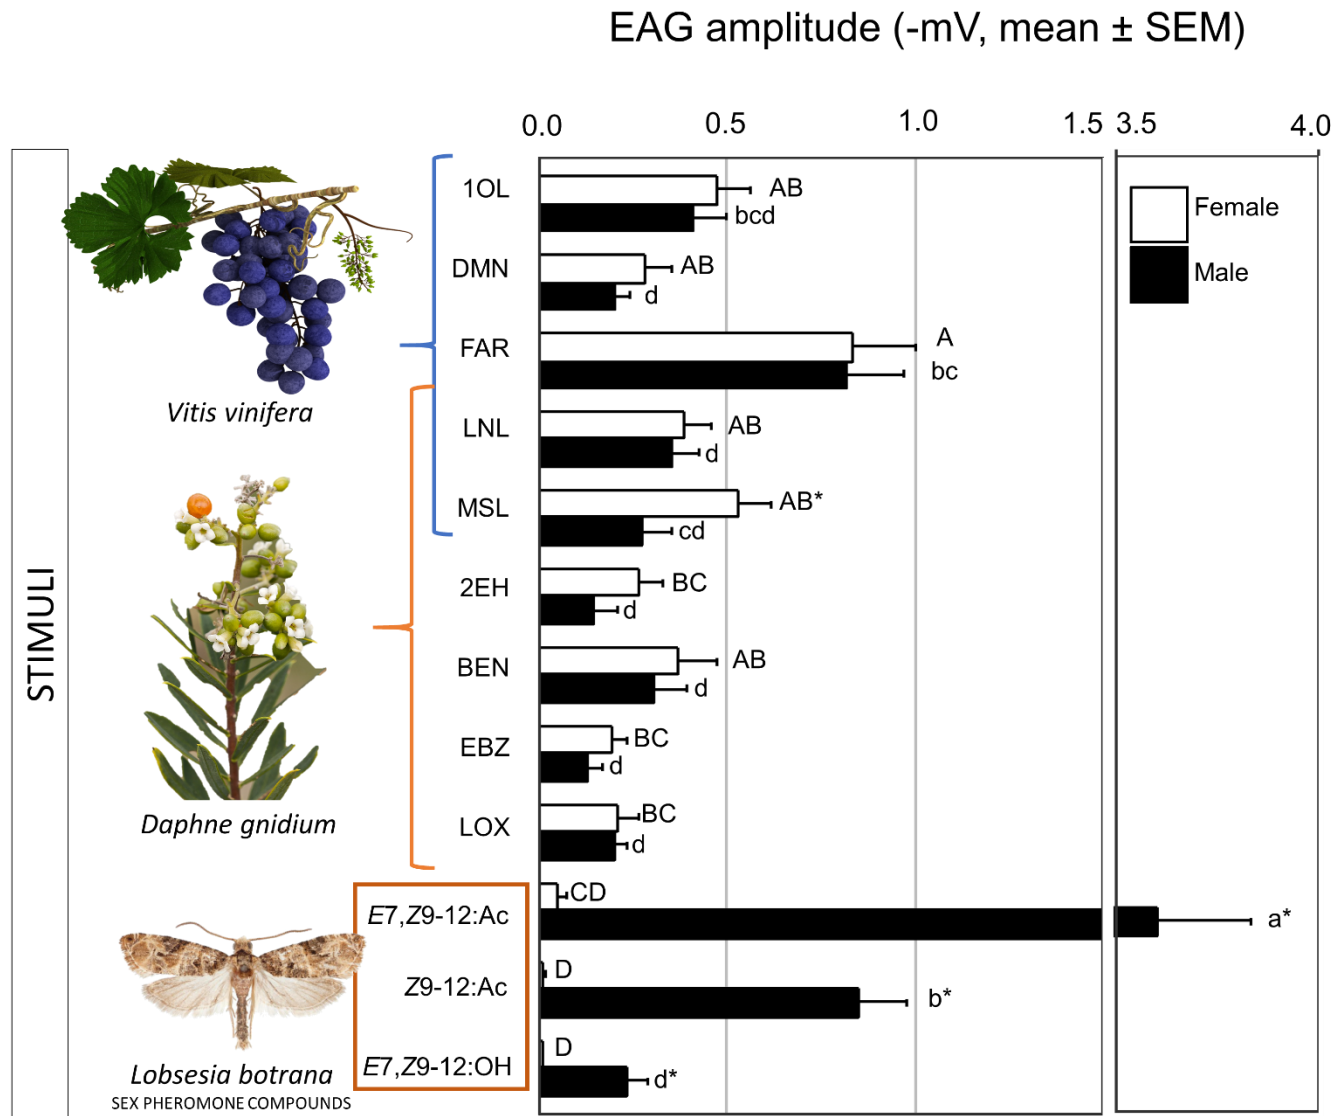 EAG amplitude (-mV, mean ± SEM)
0.0 0.5 1.0 1.5 3.5 4.0
STIMULI
Female
Male
1OL AB
bcd
DMN AB
d
FAR A
bc
Vitis vinifera
LNL AB
d
MSL AB*
cd
2EH BC
d
BEN AB
d
EBZ BC
d
Daphne gnidium
LOX BC
d
E7,Z9-12:Ac CD
a*
Z9-12:Ac D
b*
E7,Z9-12:OH D
d*
Lobsesia botrana
SEX PHEROMONE COMPOUNDS